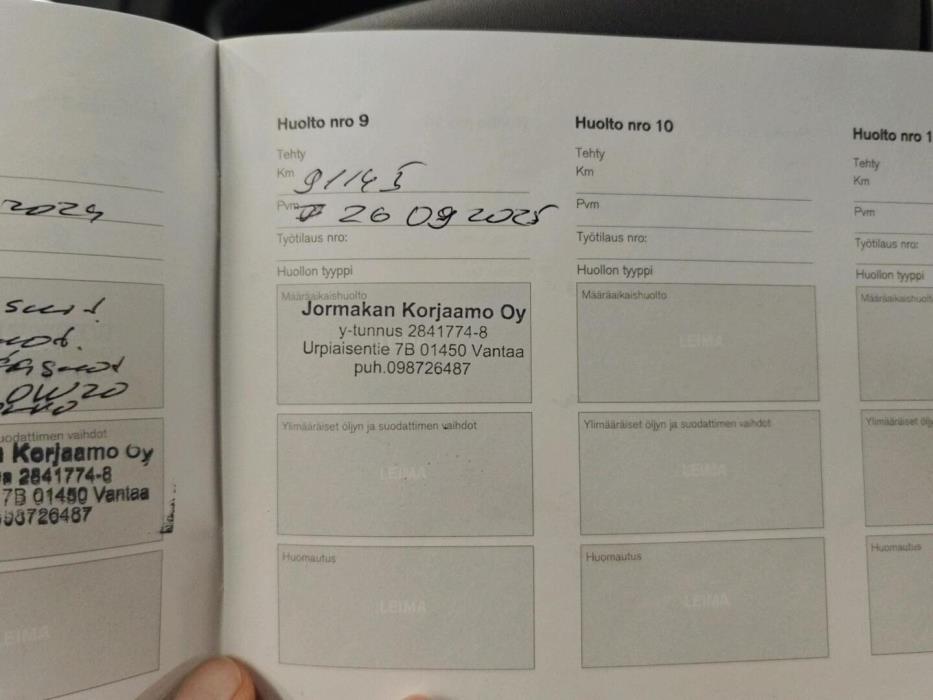 2024
0W20
uodattimen vaihdot
Korjaamo Oy
2841774-8
7B 01450 Vantaa
98726487
LEIMA
Huolto nro 9
Tehty
Km 91145
Pvm 26 09 2025
Työtilaus nro:
Huollon tyyppi
Määräaikaishuolto
Jormakan Korjaamo Oy
y-tunnus 2841774-8
Urpiaisentie 7B 01450 Vantaa
puh.098726487
Ylimääräiset öljyn ja suodattimen vaihdot
LEIMA
Huomautus
LEIMA
Huolto nro 10
Tehty
Km
Pvm
Työtilaus nro:
Huollon tyyppi
Määräaikaishuolto
LEIMA
Ylimääräiset öljyn ja suodattimen vaihdot
LEIMA
Huomautus
LEIMA
Huolto nro 1
Tehty
Km
Pvm
Työtilaus nro:
Huollon tyyppi
Määräaikaishuolto
Ylimääräiset öljy
Huomautus